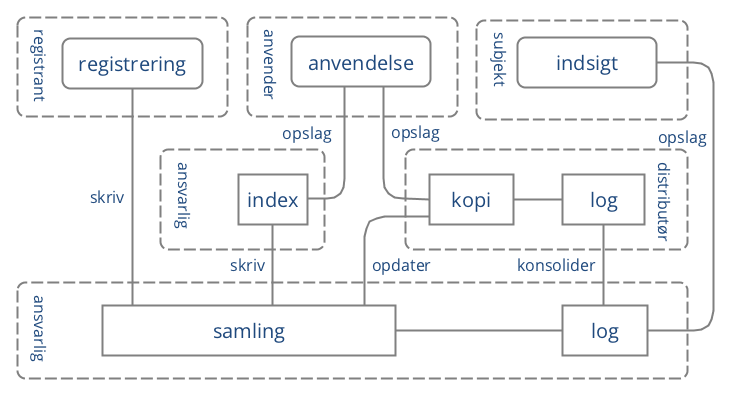 registrant
registrering
anvender
anvendelse
subjekt
indsigt
opslag
opslag
opslag
ansvarlig
index
kopi
log
distributør
skriv
skriv
opdater
konsolider
ansvarlig
samling
log